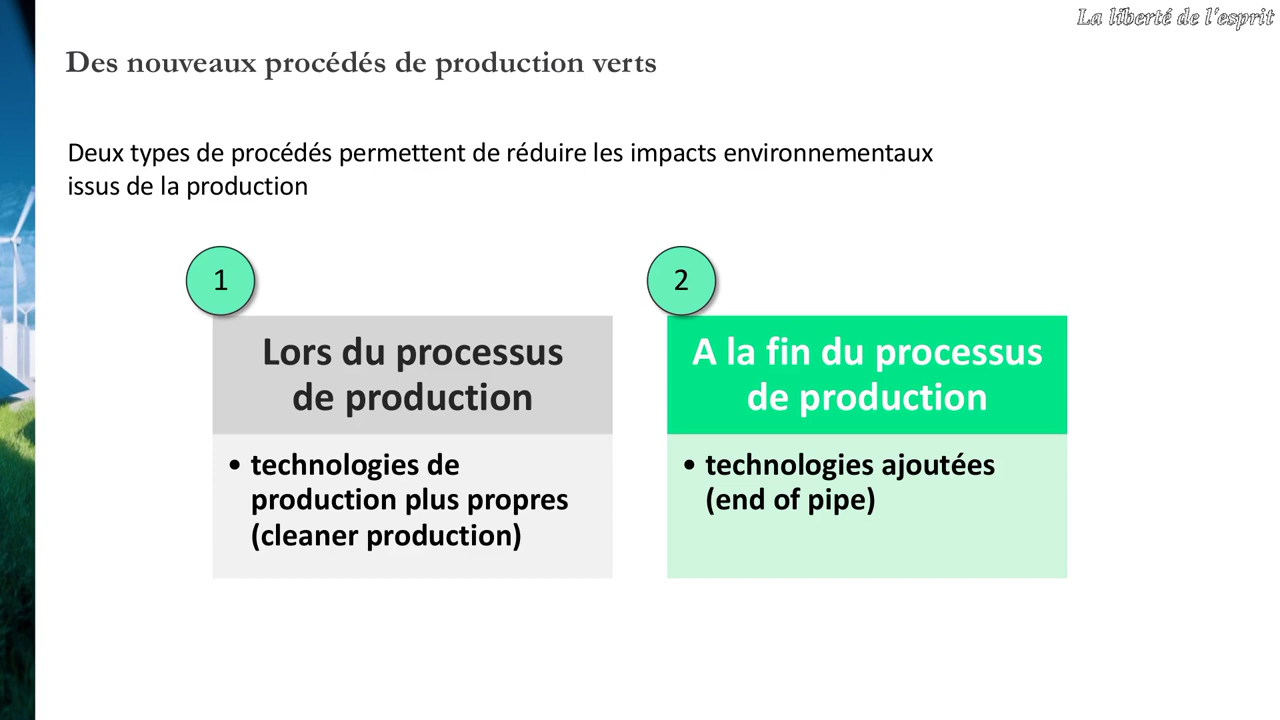 La liberté de l'esprit
Des nouveaux procédés de production verts
Deux types de procédés permettent de réduire les impacts environnementaux
issus de la production
1
Lors du processus
de production
• technologies de
production plus propres
(cleaner production)
2
A la fin du processus
de production
• technologies ajoutées
(end of pipe)